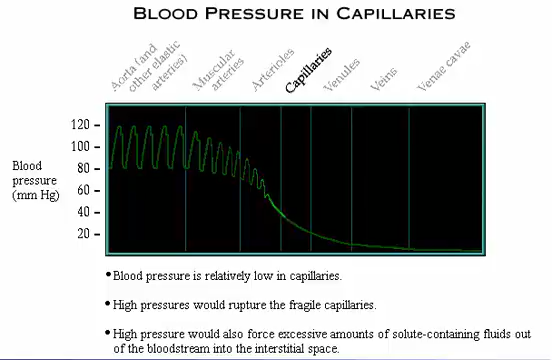 BLOOD PRESSURE IN CAPILLARIES
Aorta (and
other elastic
arteries)
Muscular
arteries
Arterioles
Capillaries
Venules
Veins
Venae cavae
Blood
pressure
(mm Hg)
120
100
80
60
40
20
• Blood pressure is relatively low in capillaries.
• High pressures would rupture the fragile capillaries.
• High pressure would also force excessive amounts of solute-containing fluids out
of the bloodstream into the interstitial space.